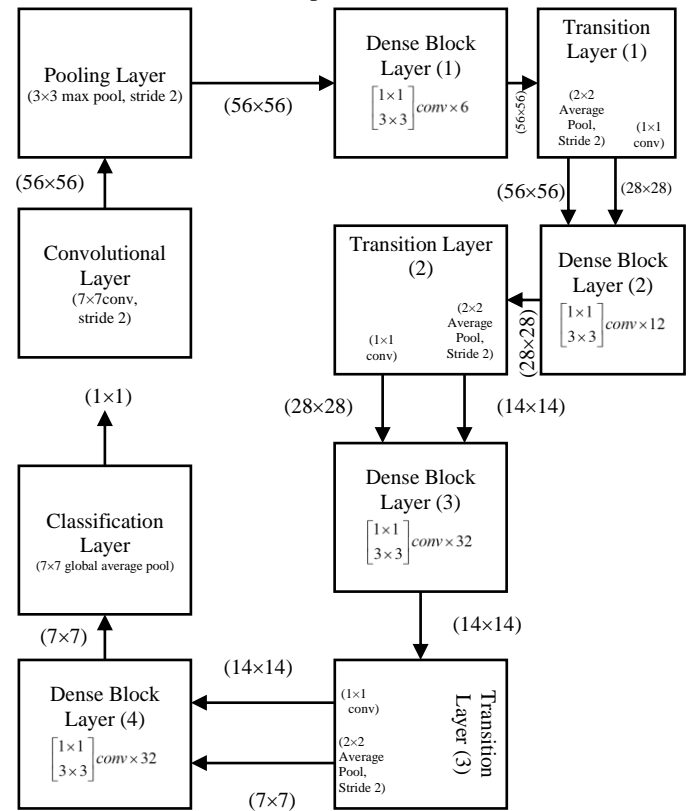 Pooling Layer
(3×3 max pool, stride 2)
(56×56)
Dense Block
Layer (1)
[1×1
3×3] conv×6
(56×56)
Transition
Layer (1)
(2×2
Average
Pool,
Stride 2)
(1×1
conv)
(56×56)
(28×28)
(56×56)
Convolutional
Layer
(7×7conv,
stride 2)
Transition Layer
(2)
(1×1
conv)
(2×2
Average
Pool,
Stride 2)
(28×28)
Dense Block
Layer (2)
[1×1
3×3] conv×12
(28×28)
(14×14)
(1×1)
Classification
Layer
(7×7 global average pool)
Dense Block
Layer (3)
[1×1
3×3] conv×32
(14×14)
(7×7)
Dense Block
Layer (4)
[1×1
3×3] conv×32
(14×14)
(7×7)
(1×1
conv)
(2×2
Average
Pool,
Stride 2)
Transition
Layer (3)